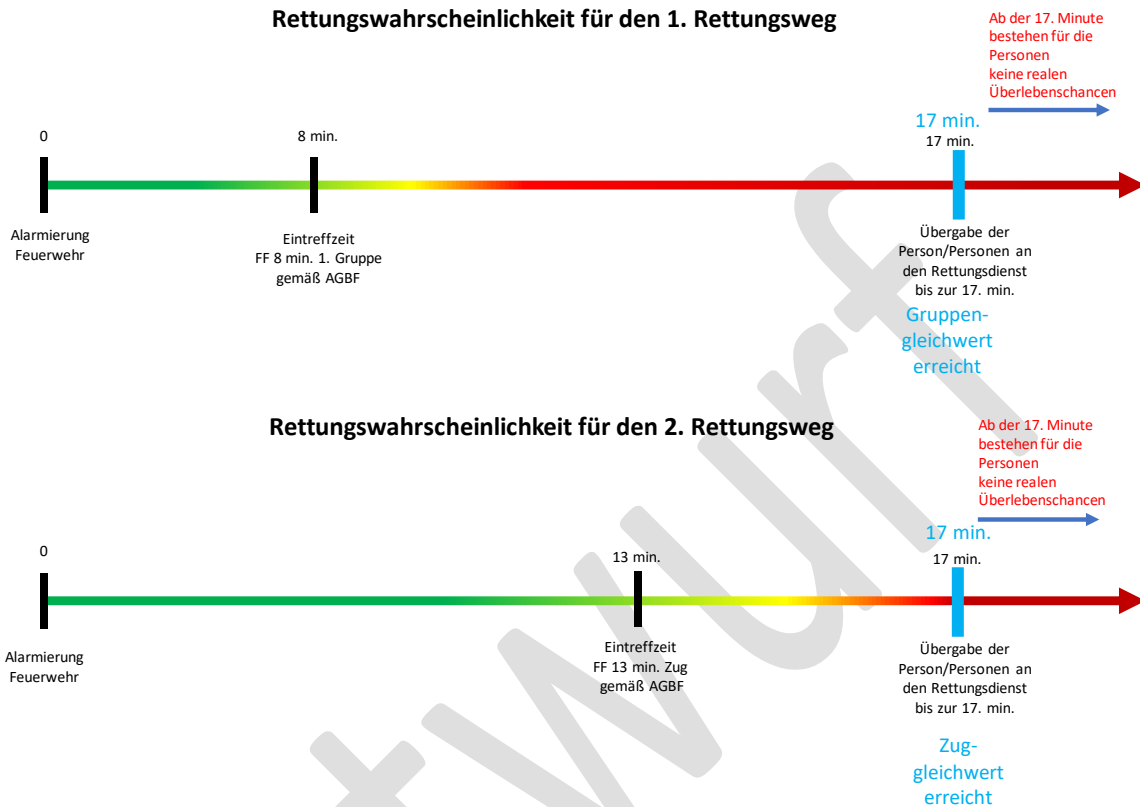 Rettungswahrscheinlichkeit für den 1. Rettungsweg
Ab der 17. Minute
bestehen für die
Personen
keine realen
Überlebenschancen
17 min.
0
8 min.
17 min.
Alarmierung
Feuerwehr
Eintreffzeit
FF 8 min. 1. Gruppe
gemäß AGBF
Übergabe der
Person/Personen an
den Rettungsdienst
bis zur 17. min.
Gruppen-
gleichwert
erreicht
Rettungswahrscheinlichkeit für den 2. Rettungsweg
Ab der 17. Minute
bestehen für die
Personen
keine realen
Überlebenschancen
17 min.
0
13 min.
17 min.
Alarmierung
Feuerwehr
Eintreffzeit
FF 13 min. Zug
gemäß AGBF
Übergabe der
Person/Personen an
den Rettungsdienst
bis zur 17. min.
Zug-
gleichwert
erreicht
twurf